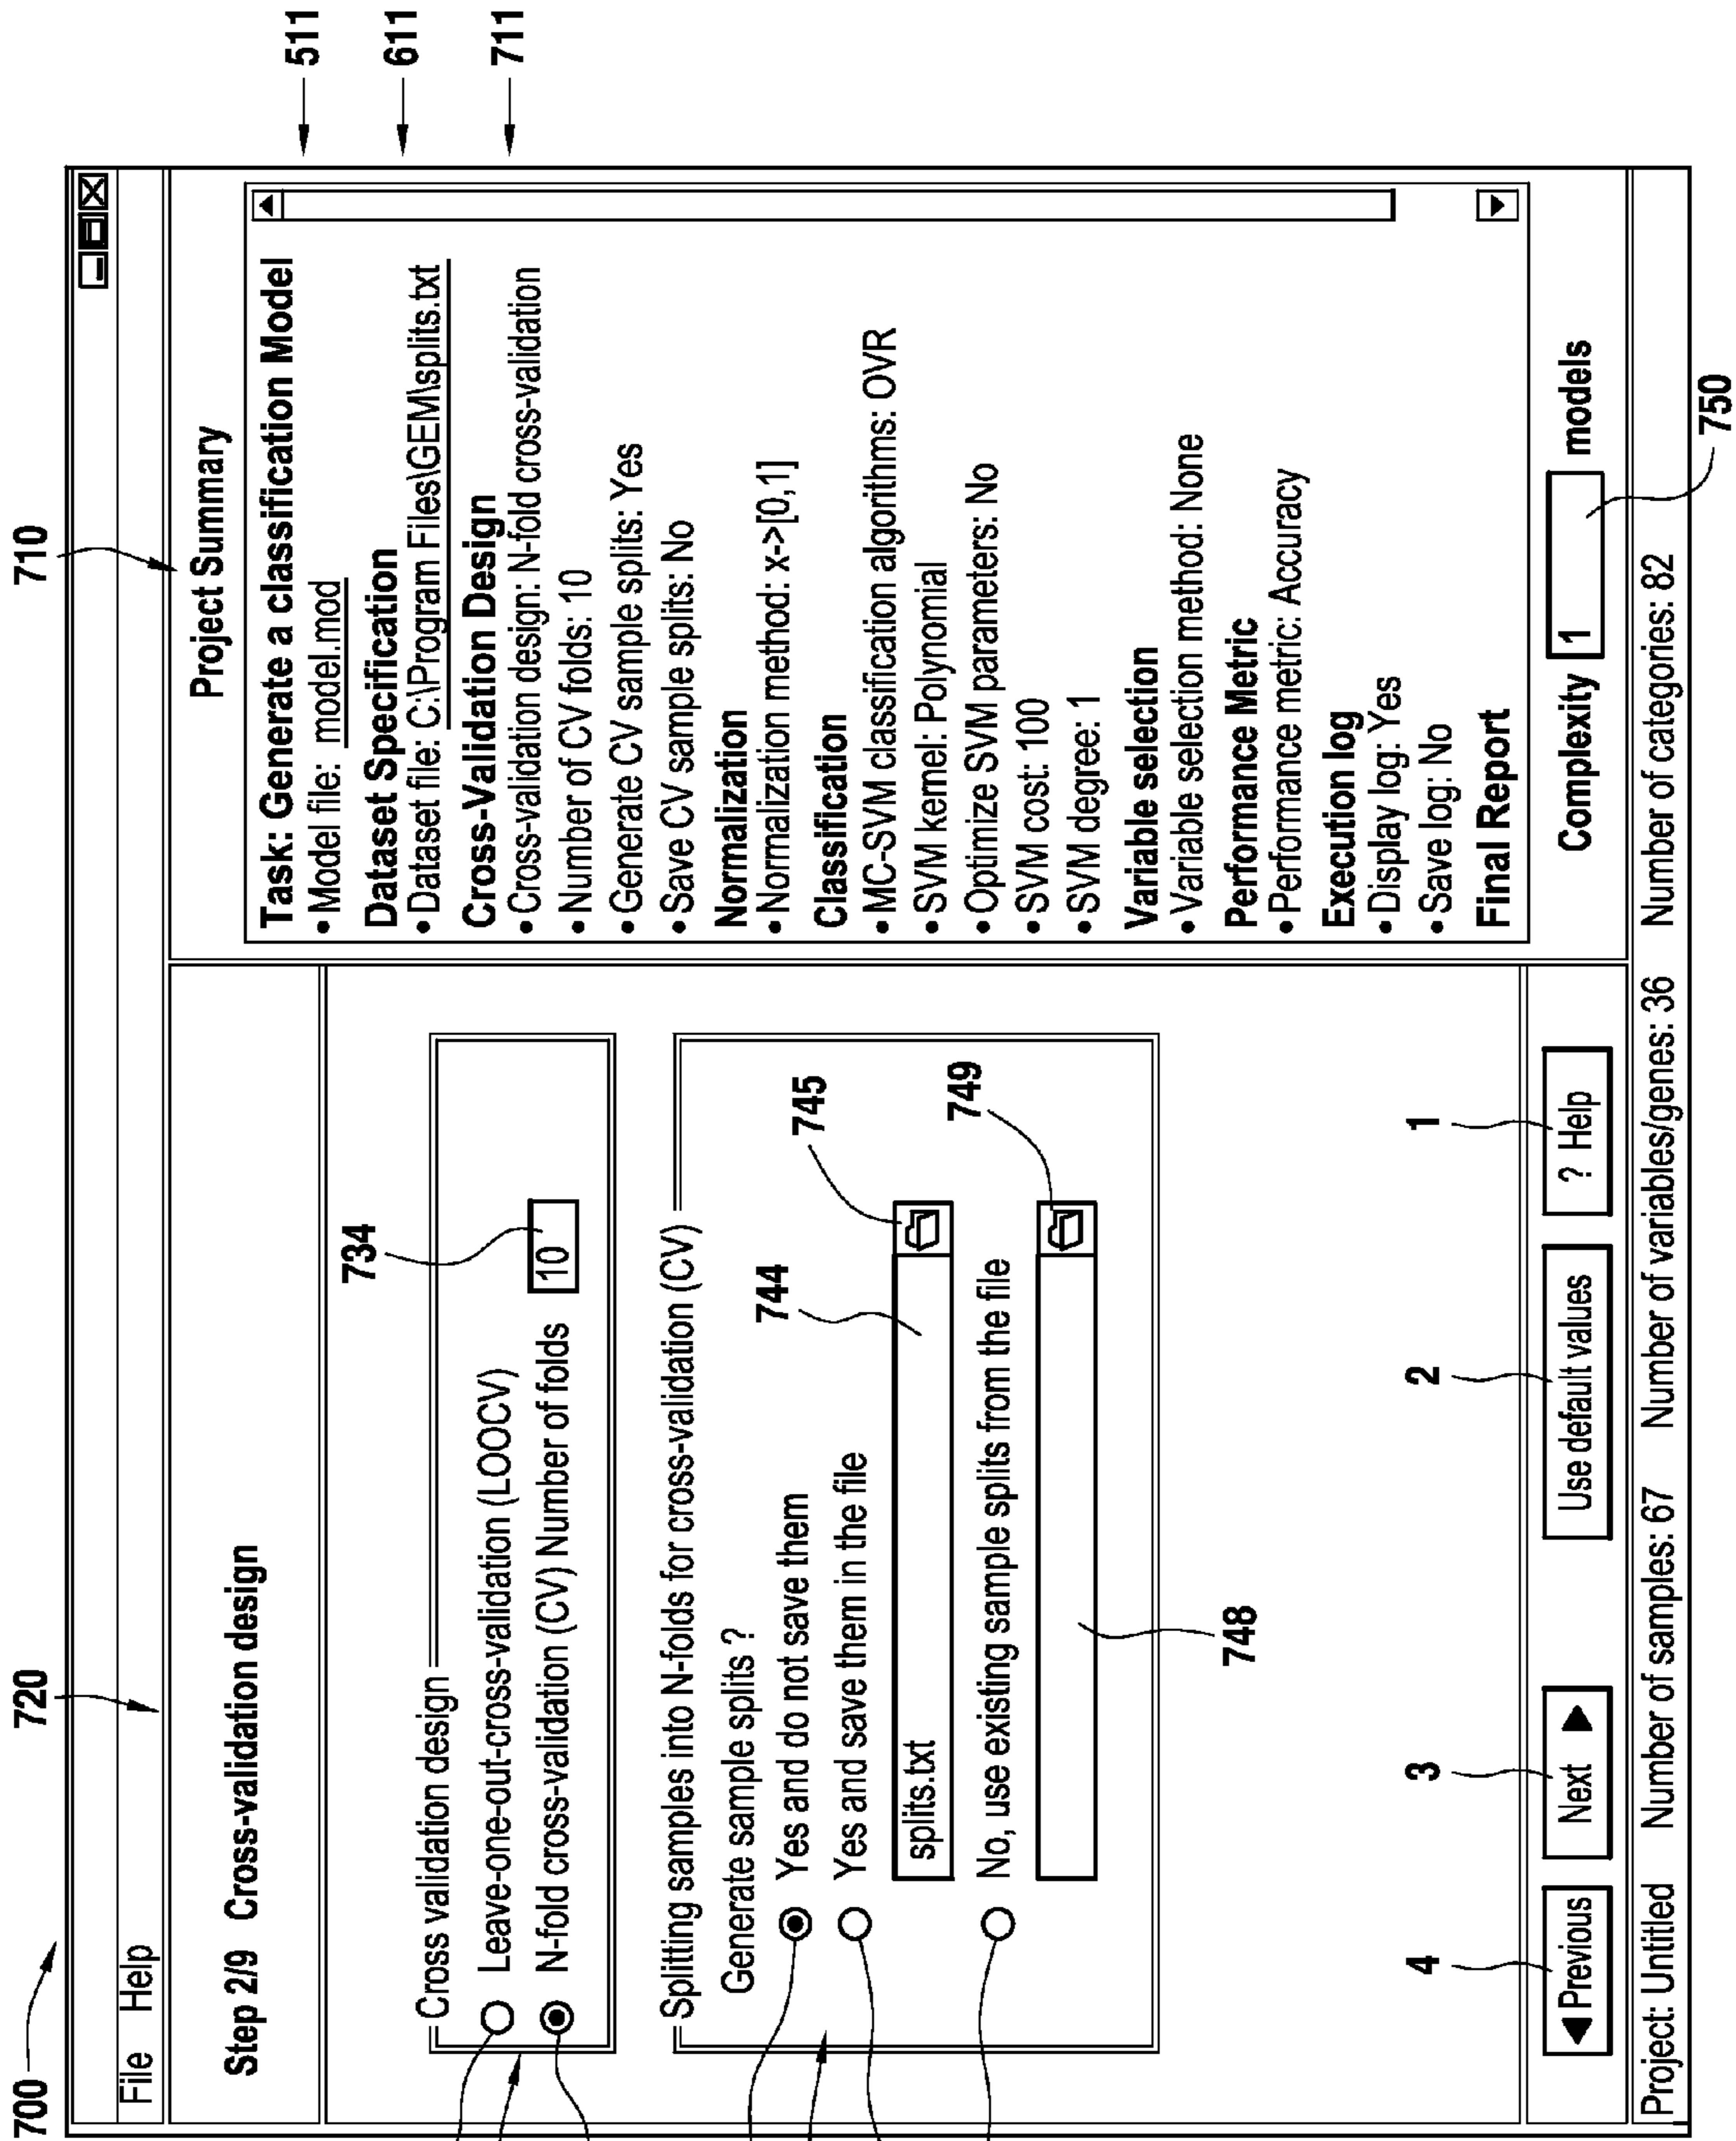 700
720
710
File Help
Step 2/9 Cross-validation design
Cross validation design
Leave-one-out-cross-validation (LOOCV)
N-fold cross-validation (CV) Number of folds
10
734
Splitting samples into N-folds for cross-validation (CV)
Generate sample splits ?
Yes and do not save them
Yes and save them in the file
744
745
splits.txt
No, use existing sample splits from the file
749
748
4
3
2
1
Previous
Next
Use default values
? Help
Project Summary
Task: Generate a classification Model
511
• Model file: model.mod
Dataset Specification
611
• Dataset file: C:\Program Files\GEM\splits.txt
Cross-Validation Design
711
• Cross-validation design: N-fold cross-validation
• Number of CV folds: 10
• Generate CV sample splits: Yes
• Save CV sample splits: No
Normalization
• Normalization method: x->[0,1]
Classification
• MC-SVM classification algorithms: OVR
• SVM kernel: Polynomial
• Optimize SVM parameters: No
• SVM cost: 100
• SVM degree: 1
Variable selection
• Variable selection method: None
Performance Metric
• Performance metric: Accuracy
Execution log
• Display log: Yes
• Save log: No
Final Report
Complexity 1 models
750
Project: Untitled Number of samples: 67 Number of variables/genes: 36 Number of categories: 82